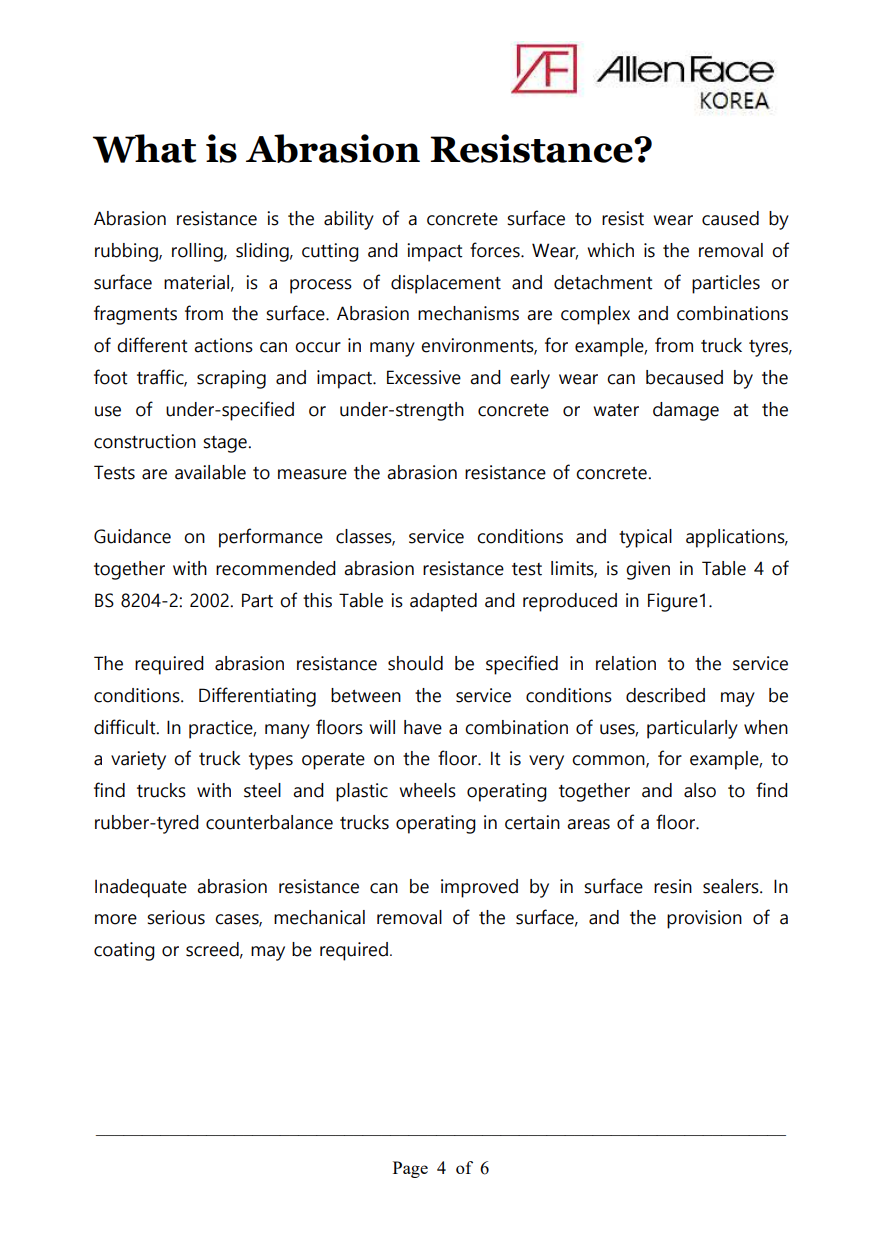 AF Allen Face
KOREA
What is Abrasion Resistance?
Abrasion resistance is the ability of a concrete surface to resist wear caused by
rubbing, rolling, sliding, cutting and impact forces. Wear, which is the removal of
surface material, is a process of displacement and detachment of particles or
fragments from the surface. Abrasion mechanisms are complex and combinations
of different actions can occur in many environments, for example, from truck tyres,
foot traffic, scraping and impact. Excessive and early wear can becaused by the
use of under-specified or under-strength concrete or water damage at the
construction stage.
Tests are available to measure the abrasion resistance of concrete.
Guidance on performance classes, service conditions and typical applications,
together with recommended abrasion resistance test limits, is given in Table 4 of
BS 8204-2: 2002. Part of this Table is adapted and reproduced in Figure1.
The required abrasion resistance should be specified in relation to the service
conditions. Differentiating between the service conditions described may be
difficult. In practice, many floors will have a combination of uses, particularly when
a variety of truck types operate on the floor. It is very common, for example, to
find trucks with steel and plastic wheels operating together and also to find
rubber-tyred counterbalance trucks operating in certain areas of a floor.
Inadequate abrasion resistance can be improved by in surface resin sealers. In
more serious cases, mechanical removal of the surface, and the provision of a
coating or screed, may be required.
Page 4 of 6